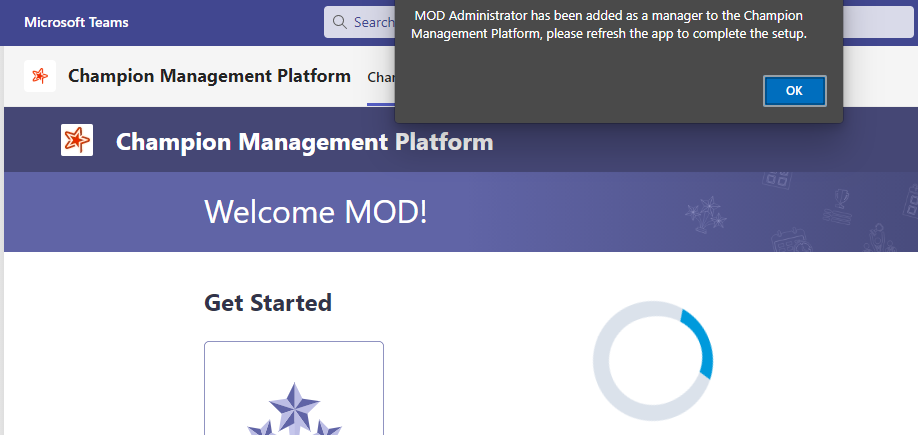 Microsoft Teams
Search
MOD Administrator has been added as a manager to the Champion
Management Platform, please refresh the app to complete the setup.
OK
Champion Management Platform
Champion Management Platform
Welcome MOD!
Get Started